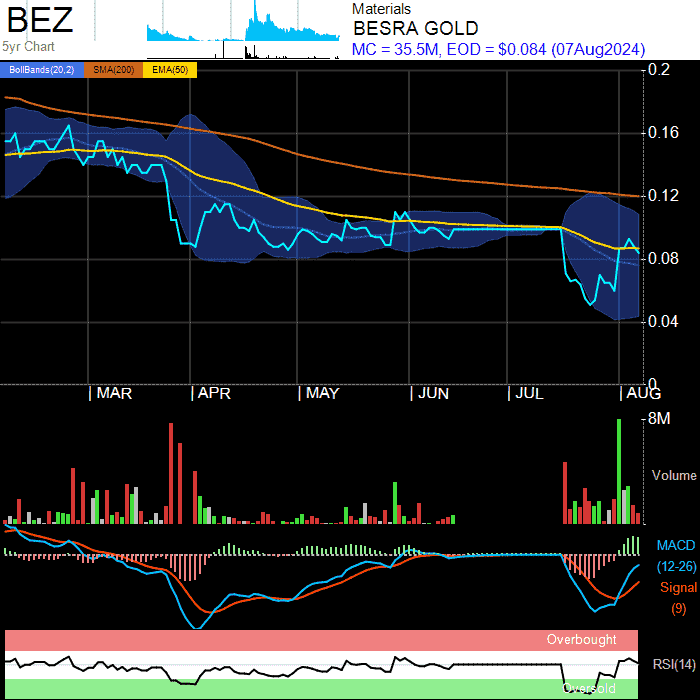 BEZ
5yr Chart
Materials
BESRA GOLD
MC = 35.5M, EOD = $0.084 (07Aug2024)
BollBands(20,2) SMA(200) EMA(50)
0.2
0.16
0.12
0.08
0.04
0
MAR APR MAY JUN JUL AUG
8M
Volume
MACD
(12-26)
Signal
(9)
Overbought
RSI(14)
Oversold